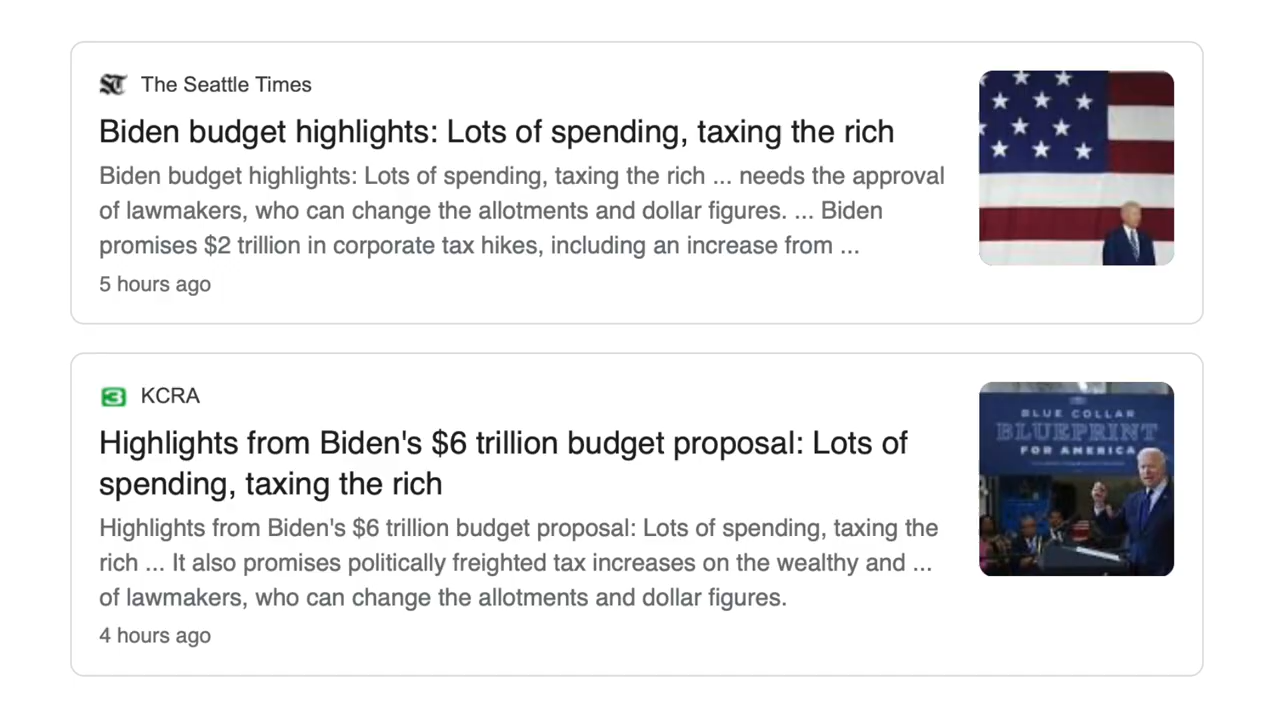 The Seattle Times
Biden budget highlights: Lots of spending, taxing the rich
Biden budget highlights: Lots of spending, taxing the rich ... needs the approval
of lawmakers, who can change the allotments and dollar figures. ... Biden
promises $2 trillion in corporate tax hikes, including an increase from ...
5 hours ago
3 KCRA
Highlights from Biden's $6 trillion budget proposal: Lots of
spending, taxing the rich
Highlights from Biden's $6 trillion budget proposal: Lots of spending, taxing the
rich ... It also promises politically freighted tax increases on the wealthy and ...
of lawmakers, who can change the allotments and dollar figures.
4 hours ago
BLUE COLLAR
BLUEPRINT
FOR AMERICA